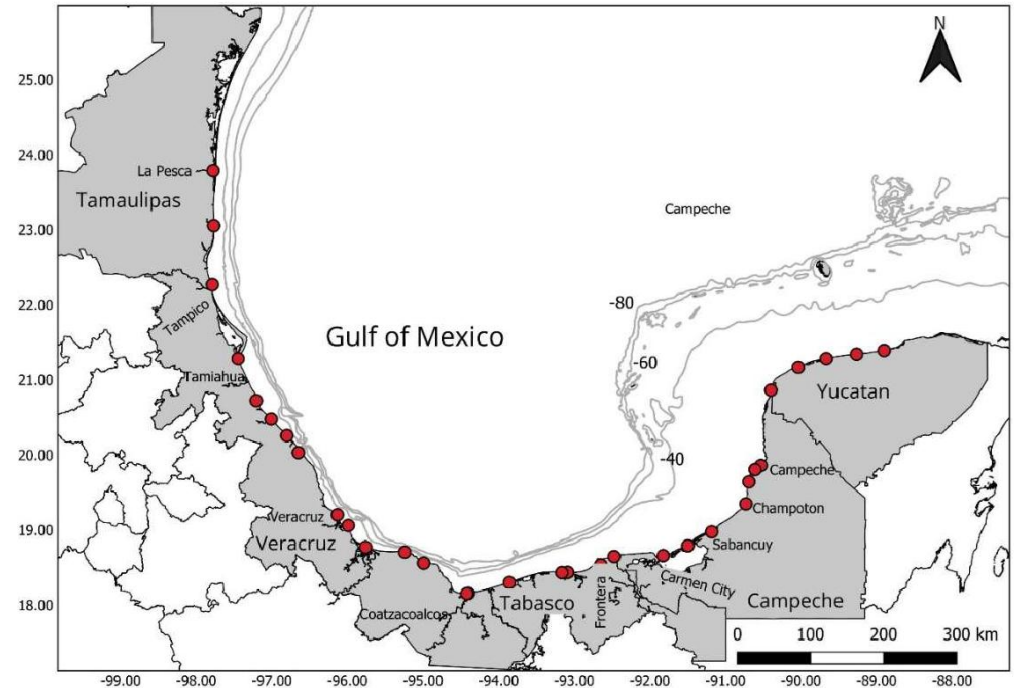 N
25.00
24.00
La Pesca
Tamaulipas
Campeche
23.00
22.00
-80
Tampico
Gulf of Mexico
-60
21.00
Tamiahua
Yucatan
20.00
-40
Campeche
Champoton
19.00
Veracruz
Veracruz
Sabancuy
Carmen City
18.00
Coatzacoalcos
Tabasco
Frontera
Campeche
0 100 200 300 km
-99.00 -98.00 -97.00 -96.00 -95.00 -94.00 -93.00 -92.00 -91.00 -90.00 -89.00 -88.00